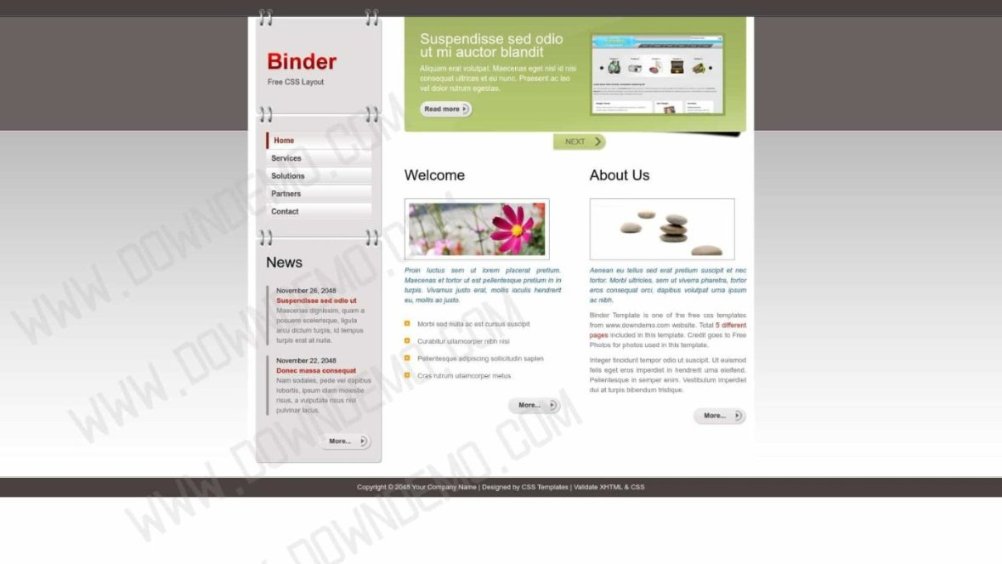 Binder
Free CSS Layout
Home
Services
Solutions
Partners
Contact
News
November 26, 2048
Suspendisse sed odio ut
Maecenas dignissim, quam a
posuere scelerisque, ligula
arcu dictum turpis, id tempus
turpis erat at nulla.
November 22, 2048
Donec massa consequat
Nam sodales, pede vel dapibus
lobortis, ipsum diam molestie
risus, a vulputate risus nisl
pulvinar lacus.
More...
Suspendisse sed odio
ut mi auctor blandit
Aliquam erat volutpat. Maecenas eget nisl id nisi
consequat ultrices et eu nunc. Praesent ac leo
vel dolor rutrum egestas.
Read more
NEXT
Welcome
Proin luctus sem ut lorem placerat pretium.
Maecenas et tortor ut est pellentesque pretium in in
turpis. Vivamus justo erat, mollis iaculis hendrerit
eu, mollis ac justo.
Morbi sed nulla ac est cursus suscipit
Curabitur ullamcorper nibh nisi
Pellentesque adipiscing sollicitudin sapien
Cras rutrum ullamcorper metus
More...
About Us
Aenean eu tellus sed erat pretium suscipit et nec
tortor. Morbi ultricies, sem ut viverra pharetra, tortor
eros consequat orci, dapibus volutpat urna ipsum
ac nibh.
Binder Template is one of the free css templates
from www.downdemo.com website. Total 5 different
pages included in this template. Credit goes to Free
Photos for photos used in this template.
Integer tincidunt tempor odio ut suscipit. Ut euismod
felis eget eros imperdiet in hendrerit urna eleifend.
Pellentesque in semper enim. Vestibulum imperdiet
dui at turpis bibendum tristique.
More...
Copyright © 2048 Your Company Name | Designed by CSS Templates | Validate XHTML & CSS
WWW.DOWNDEMO.COM
WWW.DOWNDEMO.COM
WWW.DOWNDEMO.COM
DOWNDEMO.COM